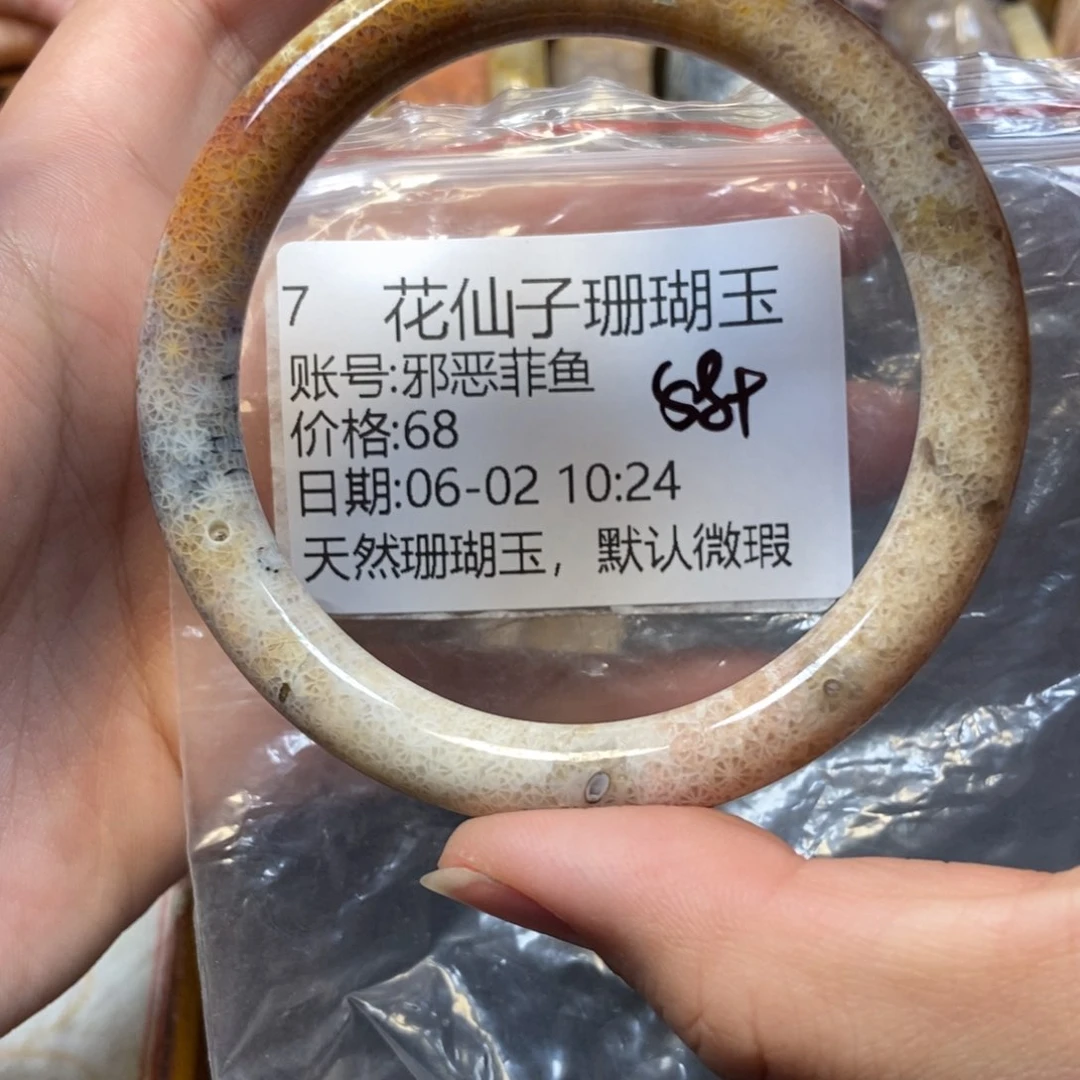 7 花仙子珊瑚玉
账号:邪恶菲鱼
价格:68
日期:06-02 10:24
天然珊瑚玉，默认微瑕